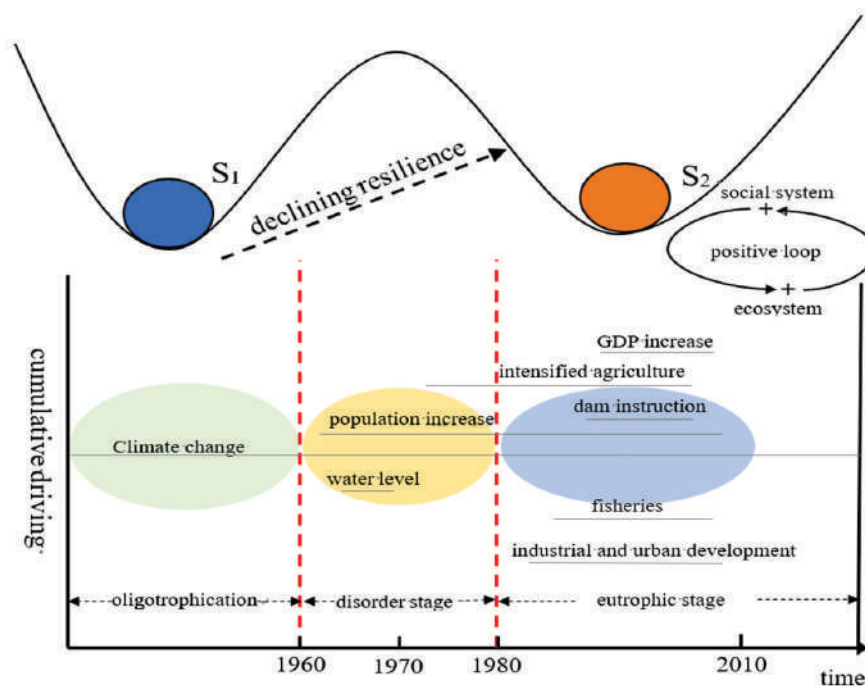 S1
S2
declining resilience
social system
+
positive loop
+
ecosystem
cumulative driving
GDP increase
intensified agriculture
dam instruction
population increase
Climate change
water level
fisheries
industrial and urban development
oligotrophication
disorder stage
eutrophic stage
1960
1970
1980
2010
time